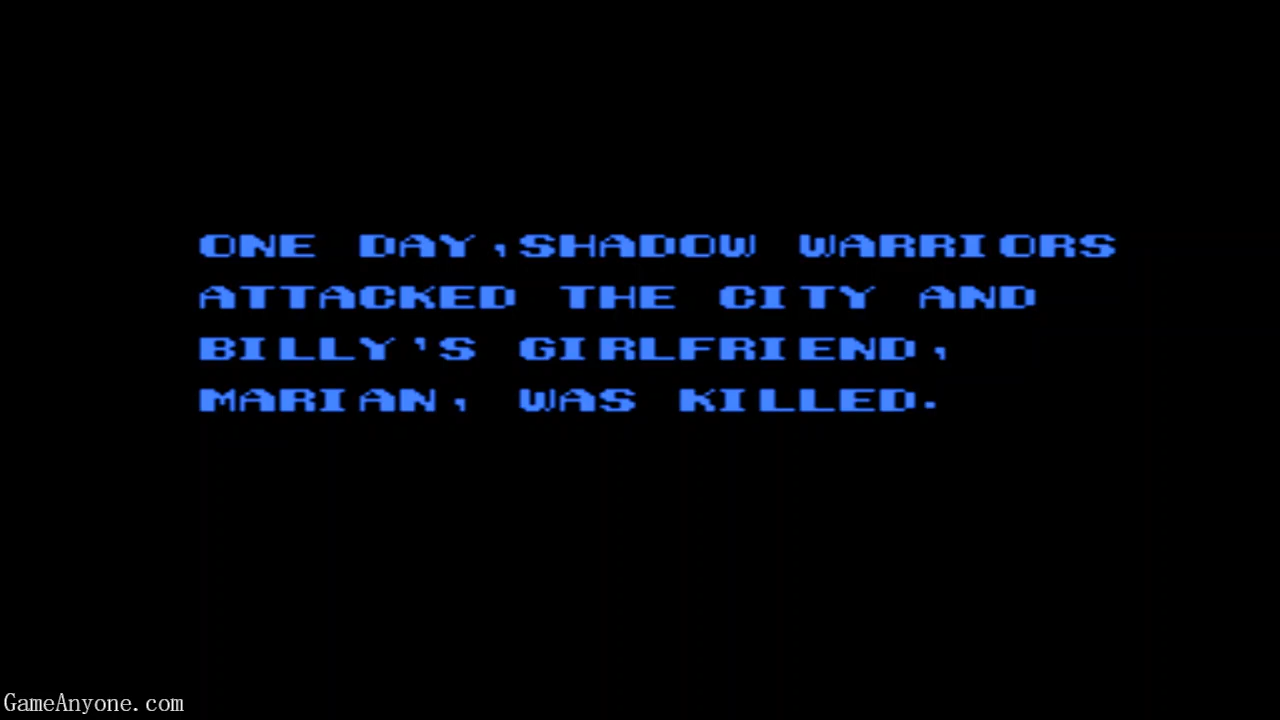 ONE DAY,SHADOW WARRIORS
ATTACKED THE CITY AND
BILLY'S GIRLFRIEND,
MARIAN, WAS KILLED.
GameAnyone.com